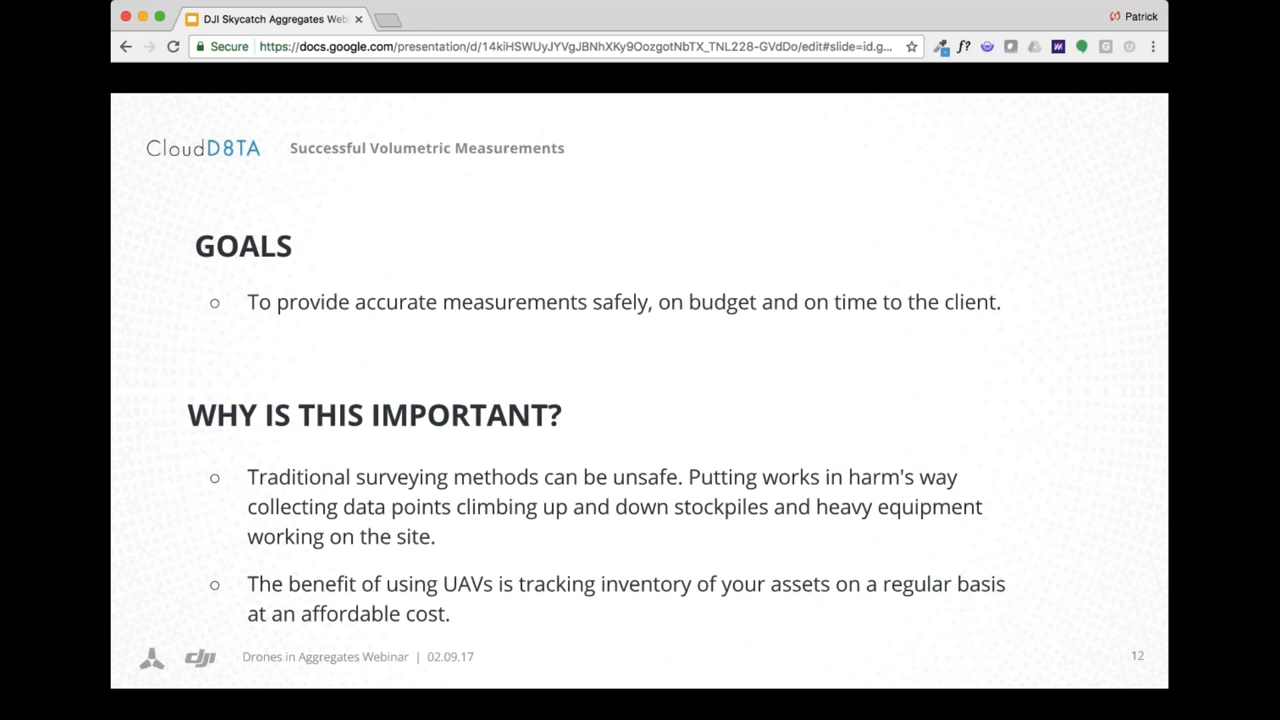 DJI Skycatch Aggregates Web
Patrick
Secure
https://docs.google.com/presentation/d/14kiHSWUyJYVgJBNhXKy9OozgotNbTX_TNL228-GVdDo/edit#slide=id.g...
CloudD8TA
Successful Volumetric Measurements
GOALS
To provide accurate measurements safely, on budget and on time to the client.
WHY IS THIS IMPORTANT?
Traditional surveying methods can be unsafe. Putting works in harm's way
collecting data points climbing up and down stockpiles and heavy equipment
working on the site.
The benefit of using UAVs is tracking inventory of your assets on a regular basis
at an affordable cost.
dji
Drones in Aggregates Webinar | 02.09.17
12